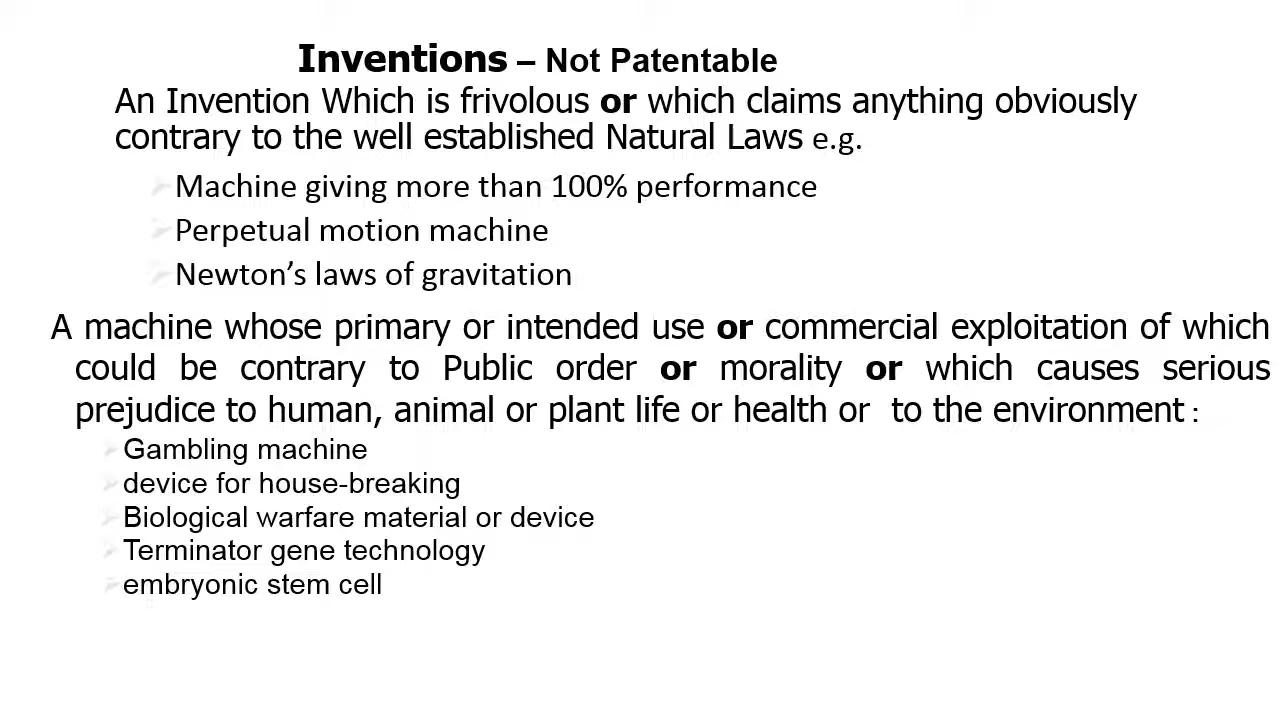 Inventions – Not Patentable
An Invention Which is frivolous or which claims anything obviously
contrary to the well established Natural Laws e.g.
Machine giving more than 100% performance
Perpetual motion machine
Newton’s laws of gravitation
A machine whose primary or intended use or commercial exploitation of which
could be contrary to Public order or morality or which causes serious
prejudice to human, animal or plant life or health or to the environment :
Gambling machine
device for house-breaking
Biological warfare material or device
Terminator gene technology
embryonic stem cell